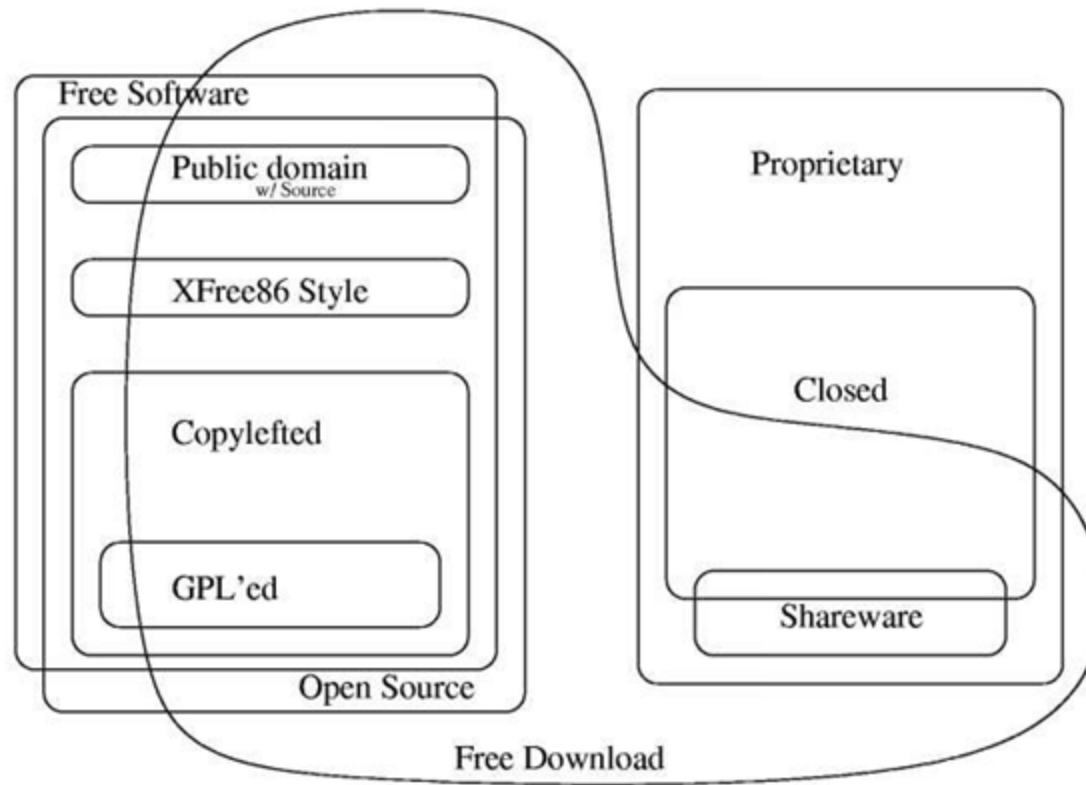 Free Software
Public domain
w/ Source
XFree86 Style
Copylefted
GPL'ed
Open Source
Proprietary
Closed
Shareware
Free Download